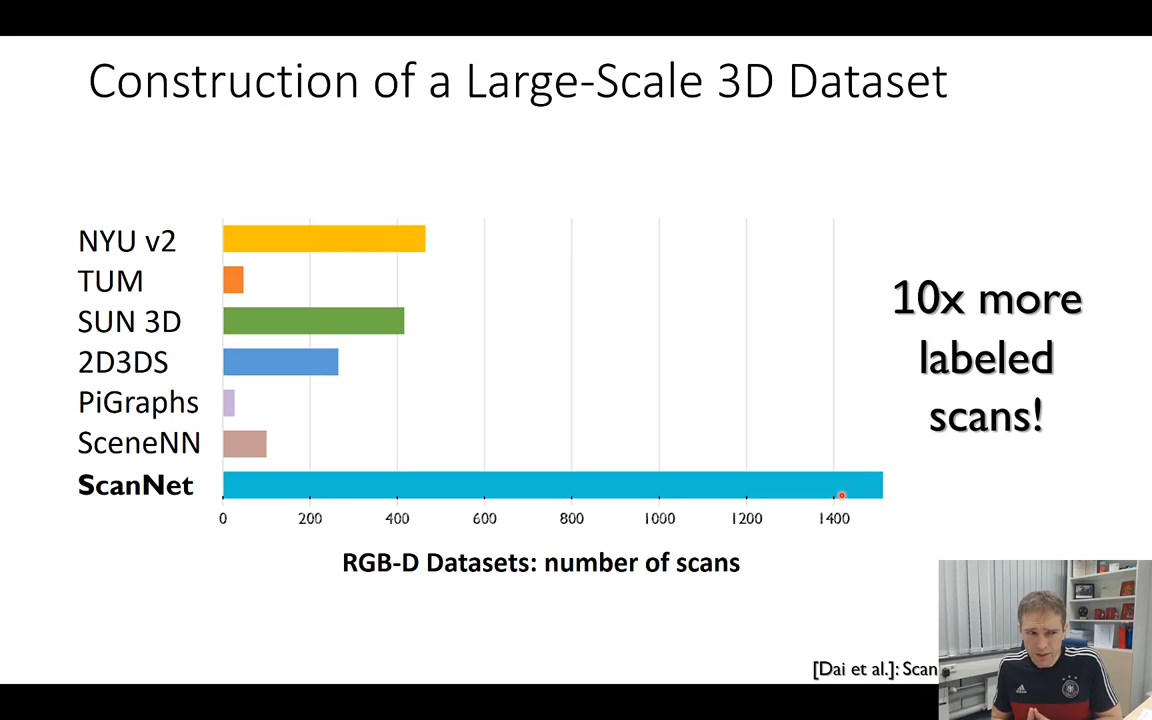 Construction of a Large-Scale 3D Dataset
NYU v2
TUM
SUN 3D
2D3DS
PiGraphs
SceneNN
ScanNet
0 200 400 600 800 1000 1200 1400
RGB-D Datasets: number of scans
10x more
labeled
scans!
[Dai et al.]: Scan